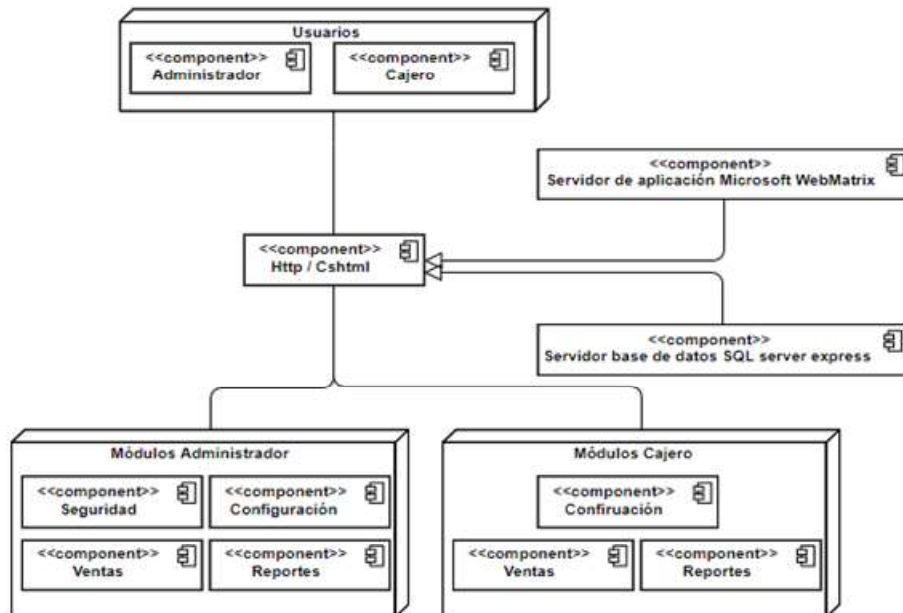 Usuarios
<<component>>
Administrador
<<component>>
Cajero
<<component>>
Servidor de aplicación Microsoft WebMatrix
<<component>>
Http / Cshtml
<<component>>
Servidor base de datos SQL server express
Módulos Administrador
<<component>>
Seguridad
<<component>>
Configuración
<<component>>
Ventas
<<component>>
Reportes
Módulos Cajero
<<component>>
Confiruación
<<component>>
Ventas
<<component>>
Reportes